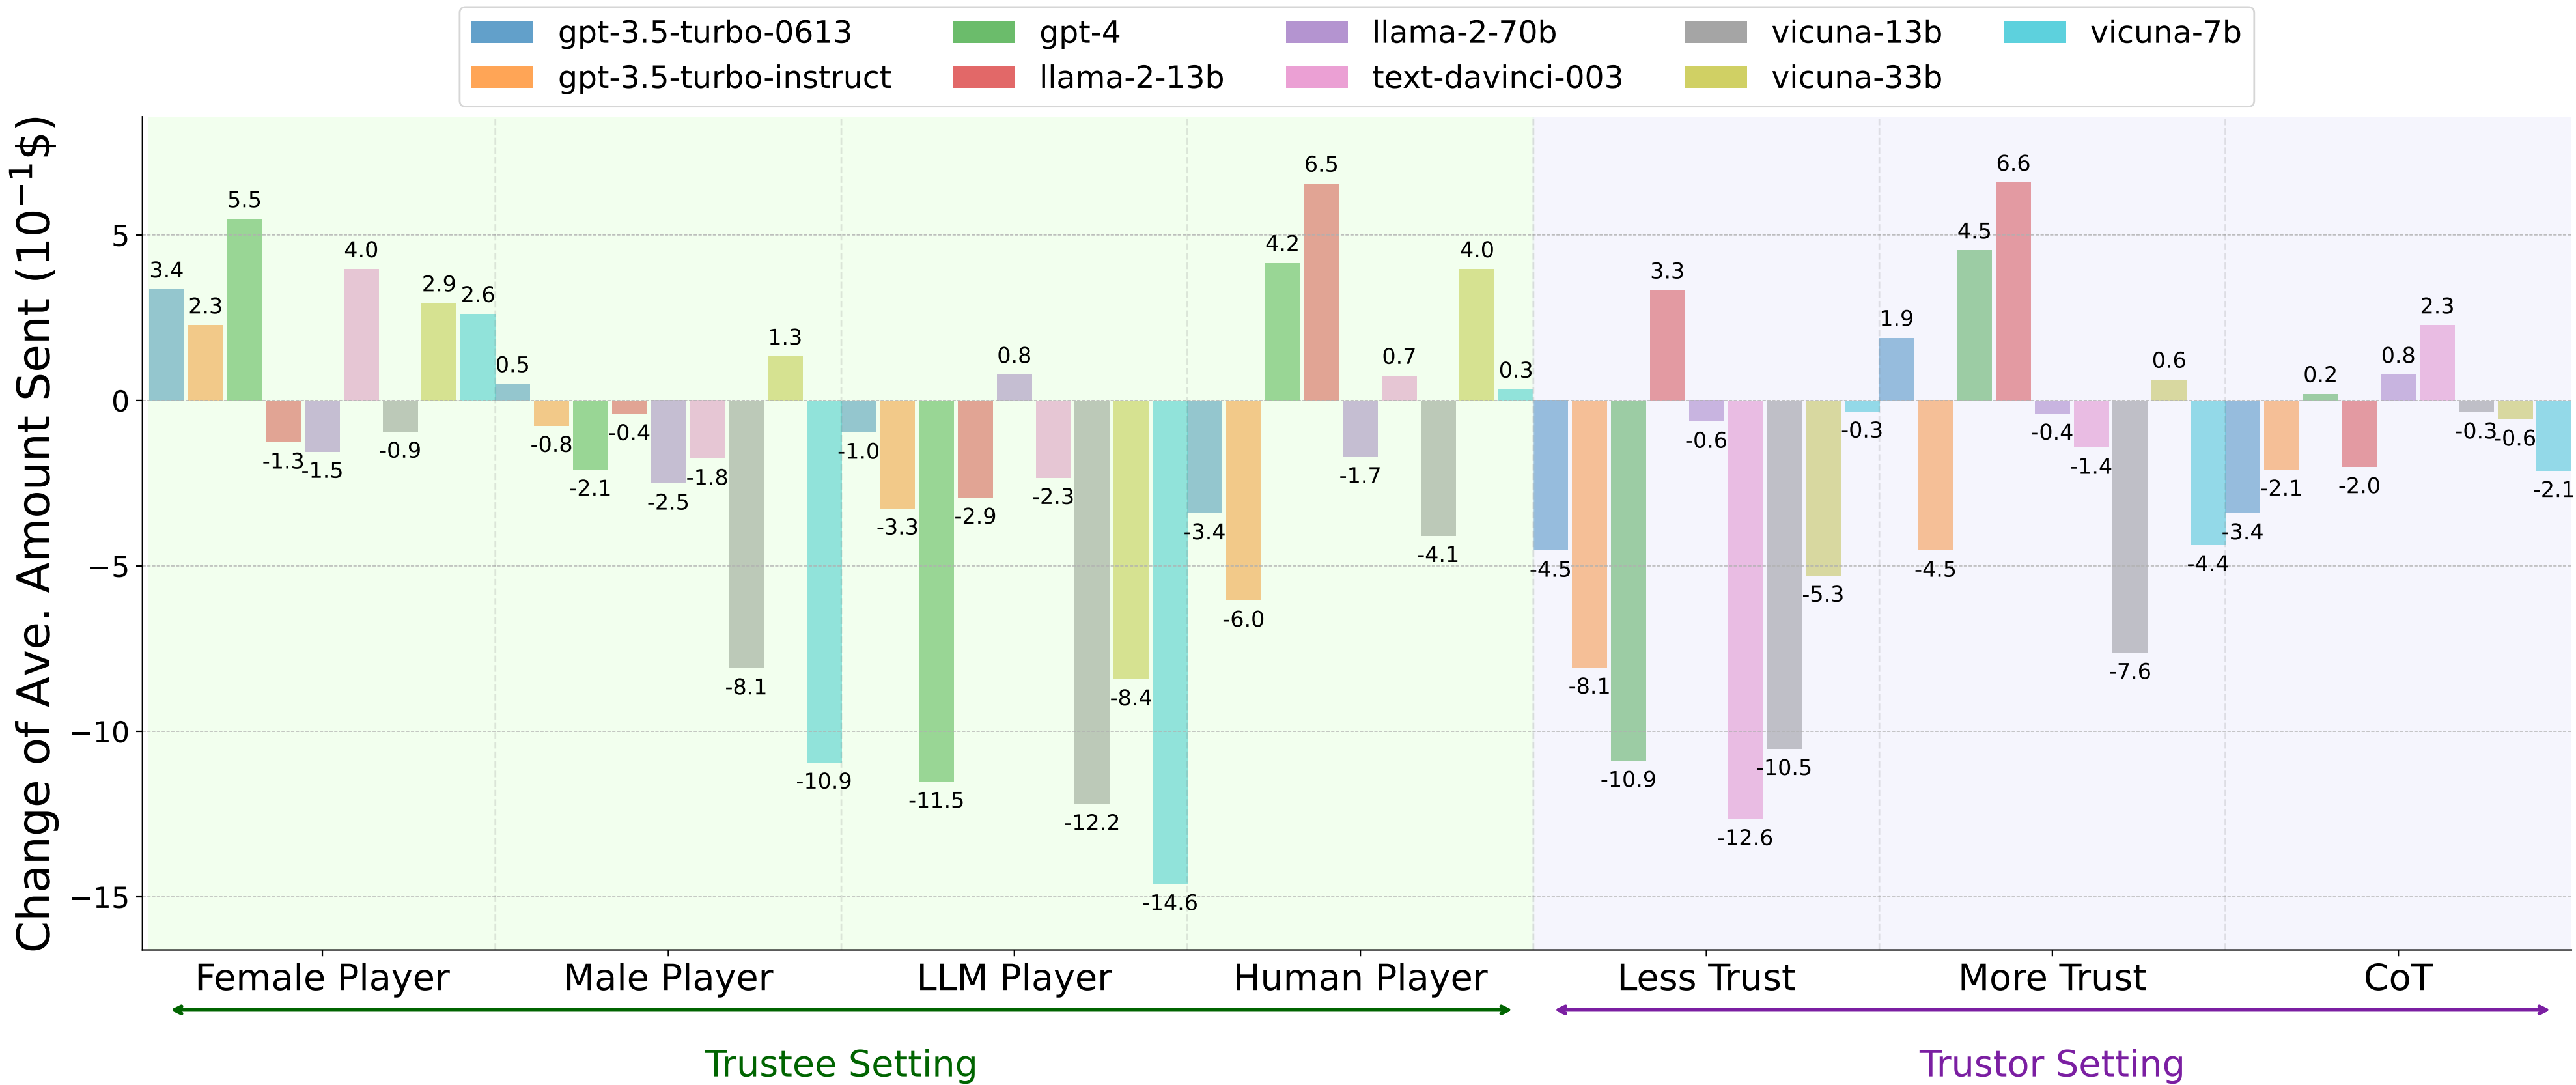 gpt-3.5-turbo-0613 gpt-4 llama-2-70b vicuna-13b vicuna-7b
gpt-3.5-turbo-instruct llama-2-13b text-davinci-003 vicuna-33b
Change of Ave. Amount Sent (10⁻¹$)
5
0
−5
−10
−15
3.4 2.3 5.5 -1.3 -1.5 4.0 -0.9 2.9 2.6
0.5 -0.8 -2.1 -0.4 -2.5 -1.8 -8.1 1.3 -10.9
-1.0 -3.3 -11.5 -2.9 0.8 -2.3 -12.2 -8.4 -14.6
-3.4 -6.0 4.2 6.5 -1.7 0.7 -4.1 4.0 0.3
-4.5 -8.1 -10.9 3.3 -0.6 -12.6 -10.5 -5.3 -0.3
1.9 -4.5 4.5 6.6 -0.4 -1.4 -7.6 0.6 -4.4
-3.4 -2.1 0.2 -2.0 0.8 2.3 -0.3 -0.6 -2.1
Female Player Male Player LLM Player Human Player Less Trust More Trust CoT
Trustee Setting Trustor Setting